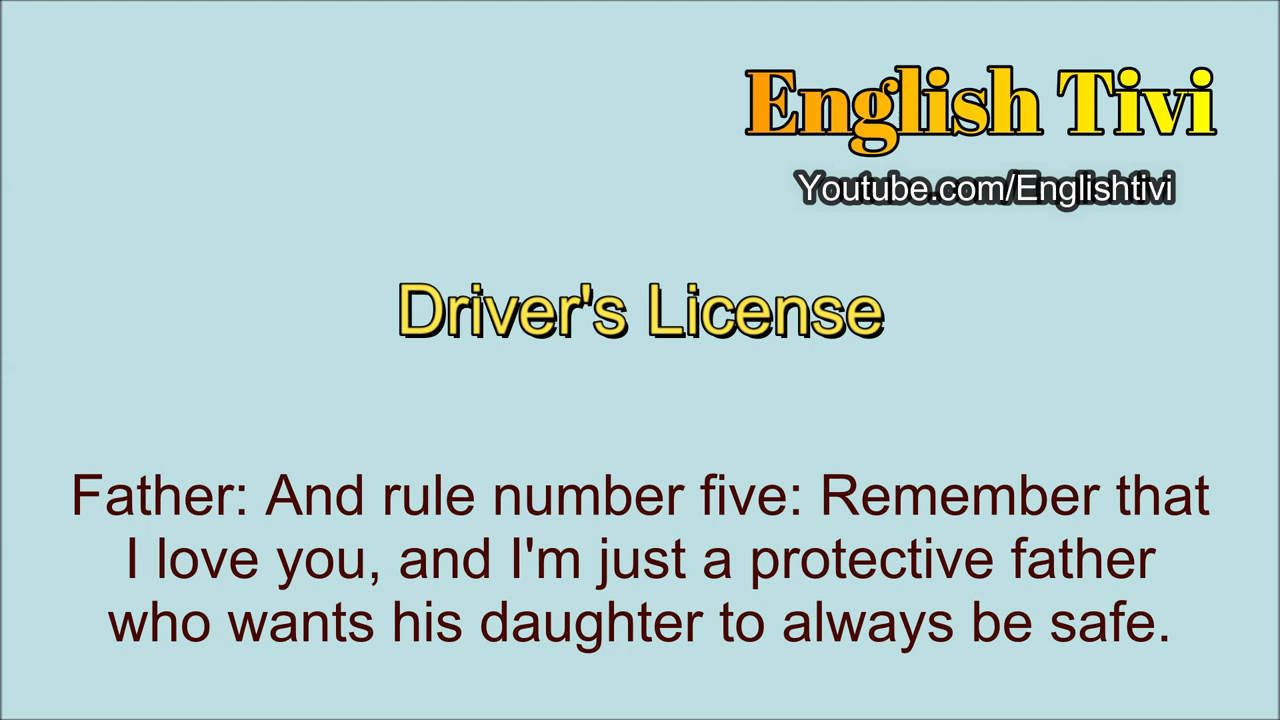 English Tivi
Youtube.com/Englishtivi
Driver's License
Father: And rule number five: Remember that
I love you, and I'm just a protective father
who wants his daughter to always be safe.